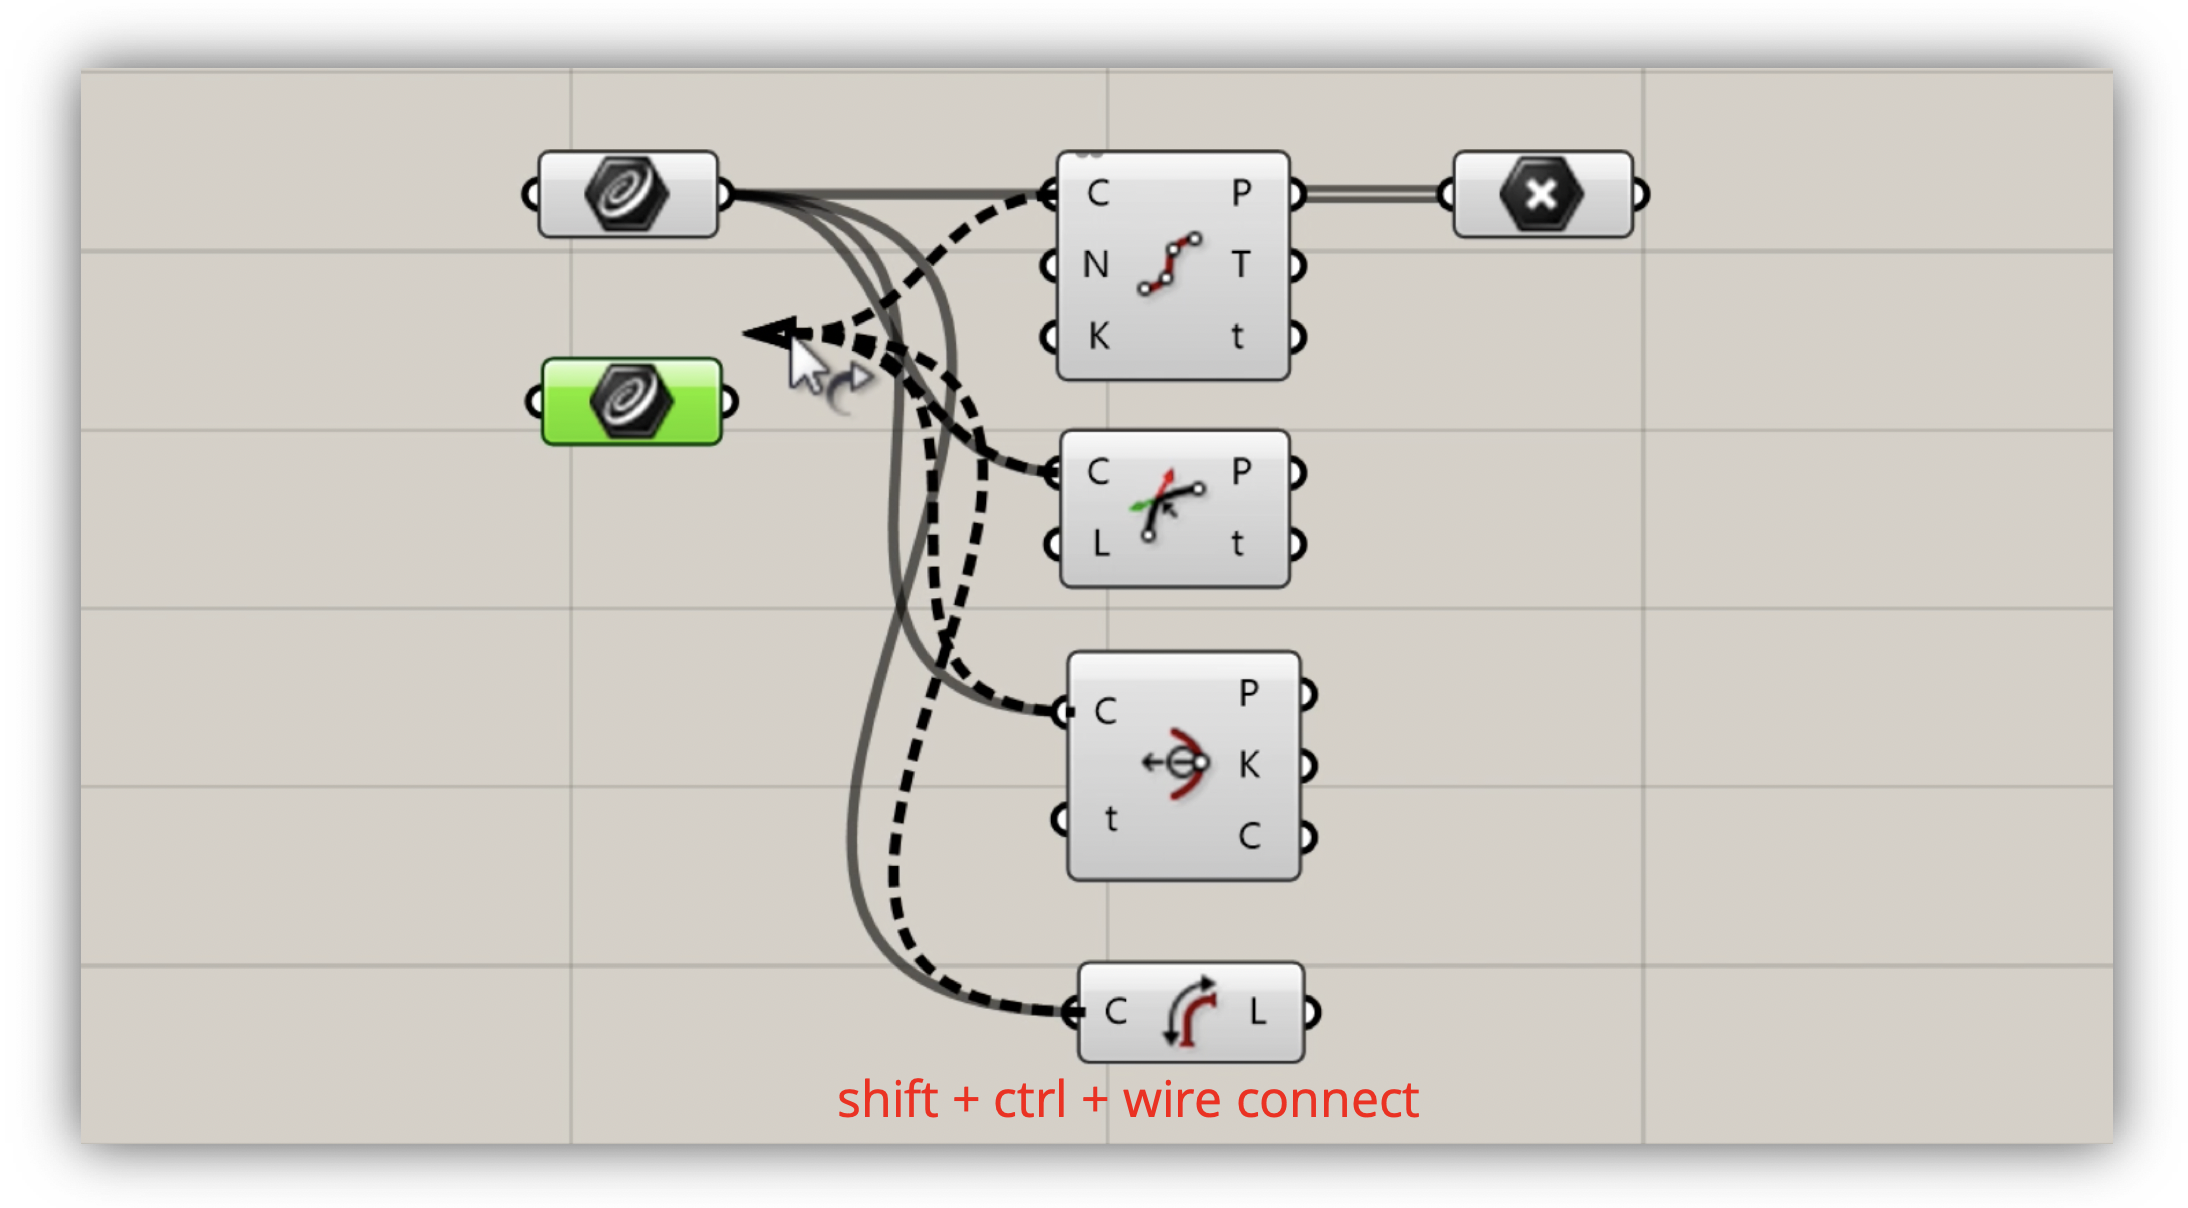 C P
N T
K t
C P
L t
P
C
K
t
C
C L
shift + ctrl + wire connect